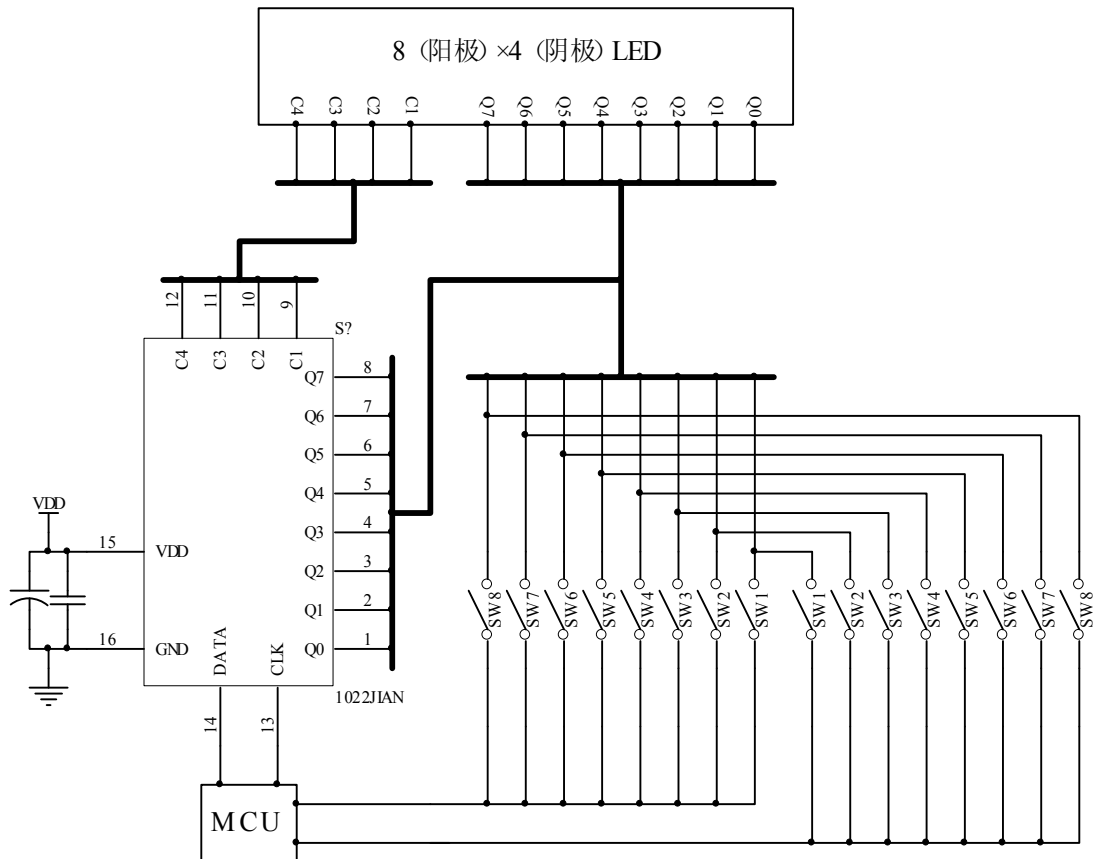 8（阳极）×4（阴极）LED
C4 C3 C2 C1 Q7 Q6 Q5 Q4 Q3 Q2 Q1 Q0
12 11 10 9
S?
C4 C3 C2 C1
Q7 8
Q6 7
Q5 6
Q4 5
VDD
Q3 4
15 VDD
Q2 3
Q1 2
SW8 SW7 SW6 SW5 SW4 SW3 SW2 SW1 SW1 SW2 SW3 SW4 SW5 SW6 SW7 SW8
16 GND
DATA CLK
Q0 1
1022JIAN
14 13
MCU